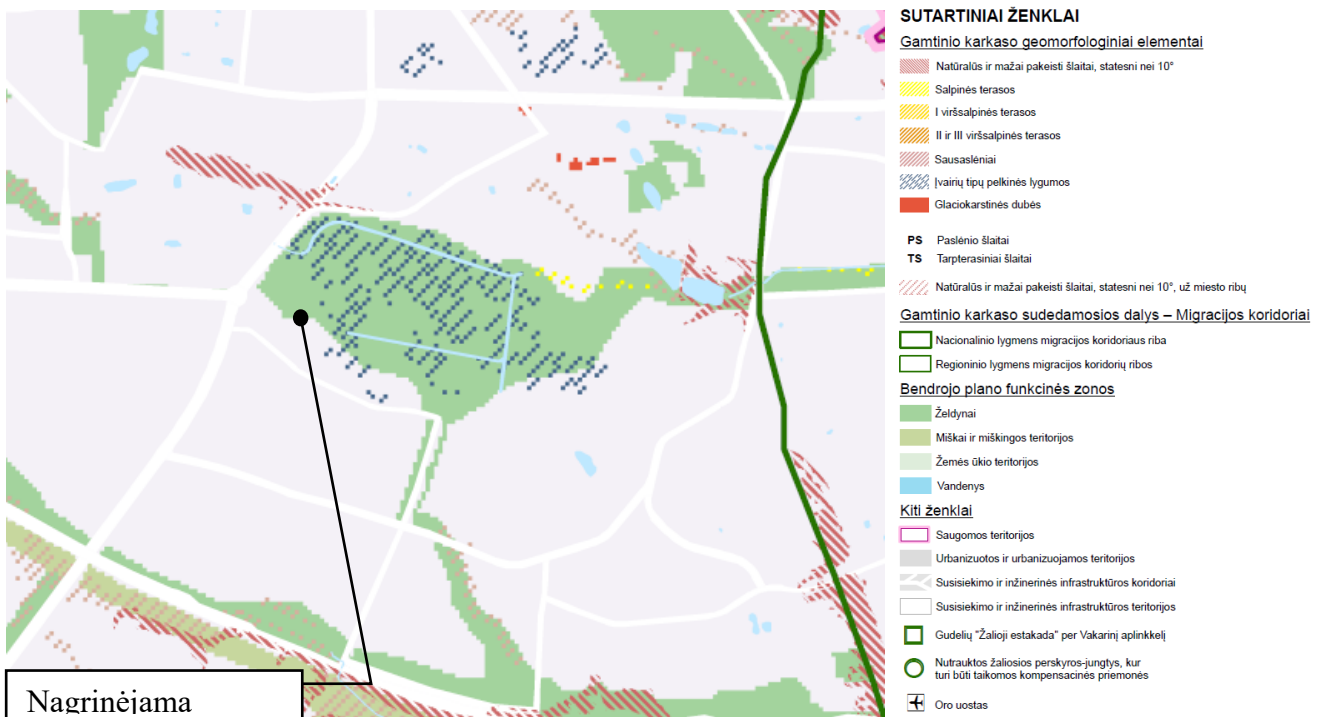 SUTARTINIAI ŽENKLAI
Gamtinio karkaso geomorfologiniai elementai
Natūralūs ir mažai pakeisti šlaitai, statesni nei 10°
Salpinės terasos
I viršsalpinės terasos
II ir III viršsalpinės terasos
Sausaslėniai
Įvairių tipų pelkinės lygumos
Glaciokarstinės dubės
PS Paslėnio šlaitai
TS Tarpterasiniai šlaitai
Natūralūs ir mažai pakeisti šlaitai, statesni nei 10°, už miesto ribų
Gamtinio karkaso sudedamosios dalys – Migracijos koridoriai
Nacionalinio lygmens migracijos koridoriaus riba
Regioninio lygmens migracijos koridorių ribos
Bendrojo plano funkcinės zonos
Želdynai
Miškai ir miškingos teritorijos
Žemės ūkio teritorijos
Vandenys
Kiti ženklai
Saugomos teritorijos
Urbanizuotos ir urbanizuojamos teritorijos
Susisiekimo ir inžinerinės infrastruktūros koridoriai
Susisiekimo ir inžinerinės infrastruktūros teritorijos
Gudelių "Žalioji estakada" per Vakarinį aplinkkelį
Nutrauktos žaliosios perskyros-jungtys, kur
turi būti taikomos kompensacinės priemonės
Oro uostas
Nagrinėjama